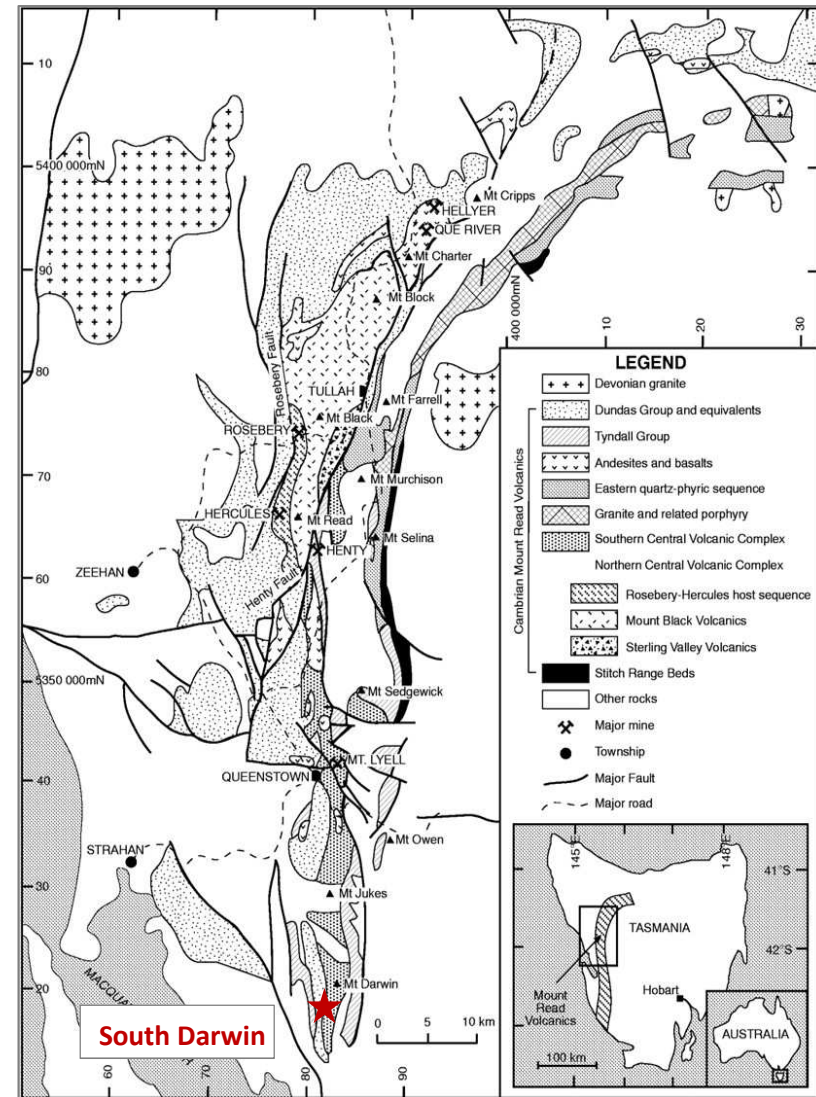 10
5400 000mN
90
80
70
60
5350 000mN
40
30
20
60
70
80
90
400 000mN
10
20
30
Mt Cripps
HELLYER
QUE RIVER
Mt Charter
Mt Block
Rosebery Fault
TULLAH
Mt Farrell
Mt Black
ROSEBERY
Mt Murchison
HERCULES
Mt Read
HENTY
Mt Selina
ZEEHAN
Henty Fault
Mt Sedgewick
MT. LYELL
QUEENSTOWN
Mt Owen
STRAHAN
Mt Jukes
Mt Darwin
South Darwin
0 5 10 km
LEGEND
Devonian granite
Cambrian Mount Read Volcanics
Dundas Group and equivalents
Tyndall Group
Andesites and basalts
Eastern quartz-phyric sequence
Granite and related porphyry
Southern Central Volcanic Complex
Northern Central Volcanic Complex
Rosebery-Hercules host sequence
Mount Black Volcanics
Sterling Valley Volcanics
Stitch Range Beds
Other rocks
Major mine
Township
Major Fault
Major road
145°E
147°E
41°S
42°S
TASMANIA
Mount
Read
Volcanics
Hobart
100 km
AUSTRALIA